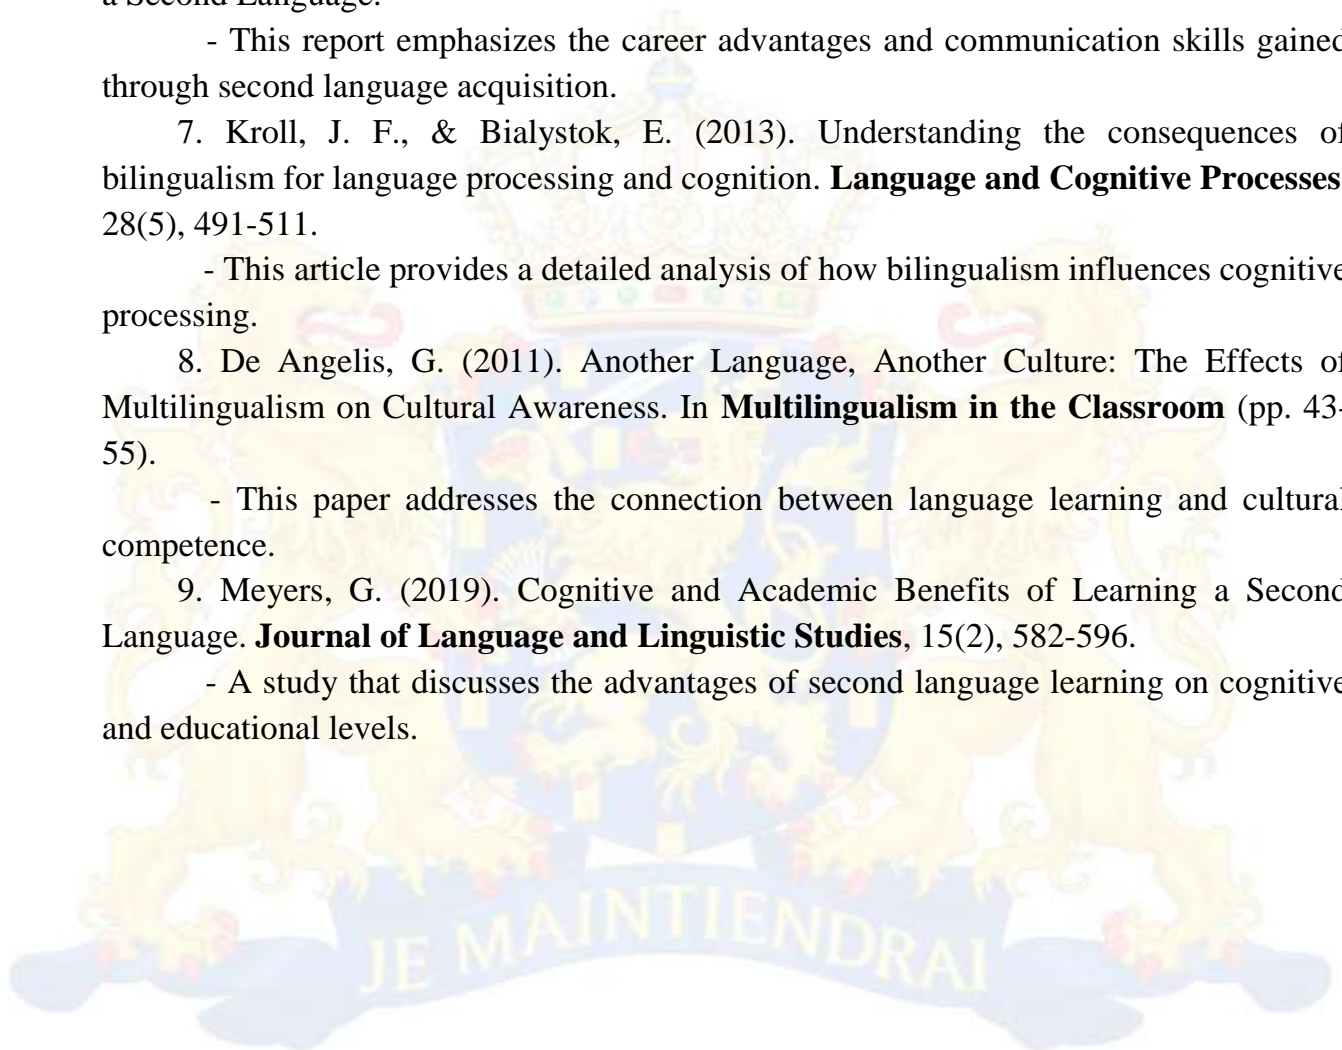 a Second Language.
- This report emphasizes the career advantages and communication skills gained
through second language acquisition.
7. Kroll, J. F., & Bialystok, E. (2013). Understanding the consequences of
bilingualism for language processing and cognition. Language and Cognitive Processes
28(5), 491-511.
- This article provides a detailed analysis of how bilingualism influences cognitive
processing.
8. De Angelis, G. (2011). Another Language, Another Culture: The Effects of
Multilingualism on Cultural Awareness. In Multilingualism in the Classroom (pp. 43-
55).
- This paper addresses the connection between language learning and cultural
competence.
9. Meyers, G. (2019). Cognitive and Academic Benefits of Learning a Second
Language. Journal of Language and Linguistic Studies, 15(2), 582-596.
- A study that discusses the advantages of second language learning on cognitive
and educational levels.
JE MAINTIENDRAI